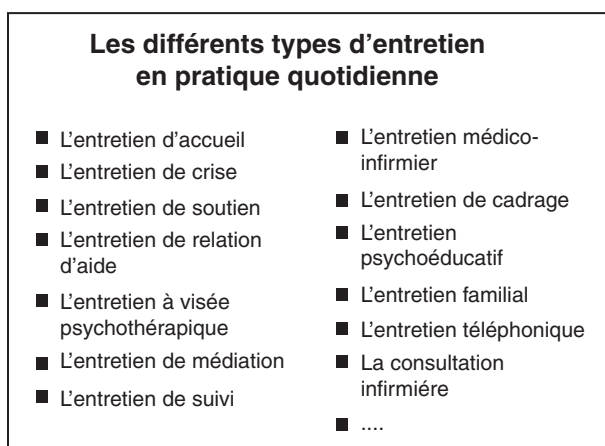 Les différents types d’entretien
en pratique quotidienne
■ L’entretien d’accueil
■ L’entretien de crise
■ L’entretien de soutien
■ L’entretien de relation
d’aide
■ L’entretien à visée
psychothérapique
■ L’entretien de médiation
■ L’entretien de suivi
■ L’entretien médico-
infirmier
■ L’entretien de cadrage
■ L’entretien
psychoéducatif
■ L’entretien familial
■ L’entretien téléphonique
■ La consultation
infirmiére
■ ....